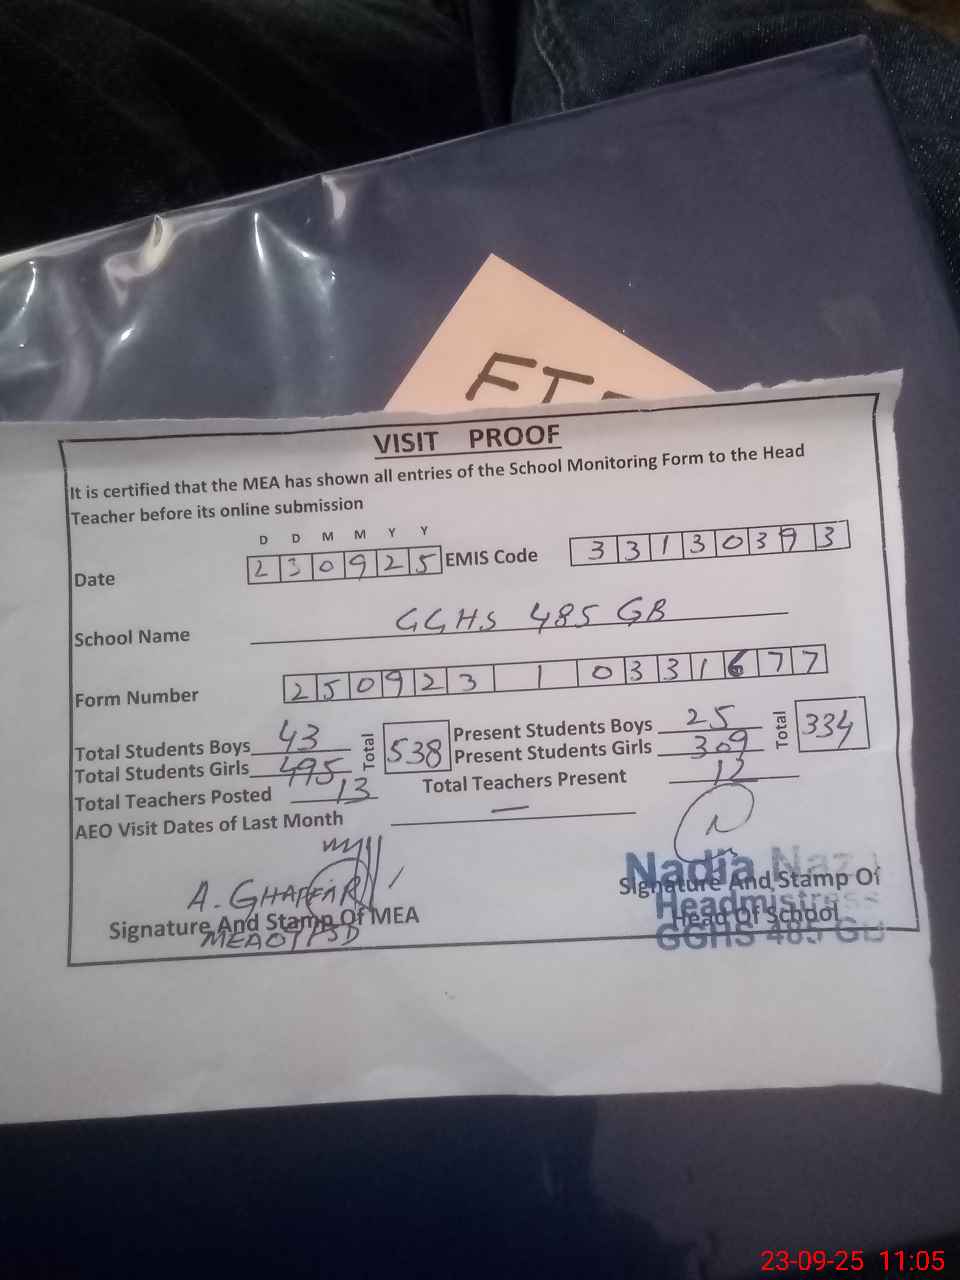 FT
VISIT PROOF
It is certified that the MEA has shown all entries of the School Monitoring Form to the Head
Teacher before its online submission
D D M M Y Y
Date 230925 EMIS Code 33130393
School Name GGHS 485 GB
Form Number 250923 1 0331677
Total Students Boys 43 Total 538 Present Students Boys 25 Total 334
Total Students Girls 495 Present Students Girls 309
Total Teachers Posted 13 Total Teachers Present 12
AEO Visit Dates of Last Month —
A. GHAFFAR
Signature And Stamp Of MEA
Nadia
Signature And Stamp Of
Headmistress
Head Of School
GGHS 485 GB
23-09-25 11:05